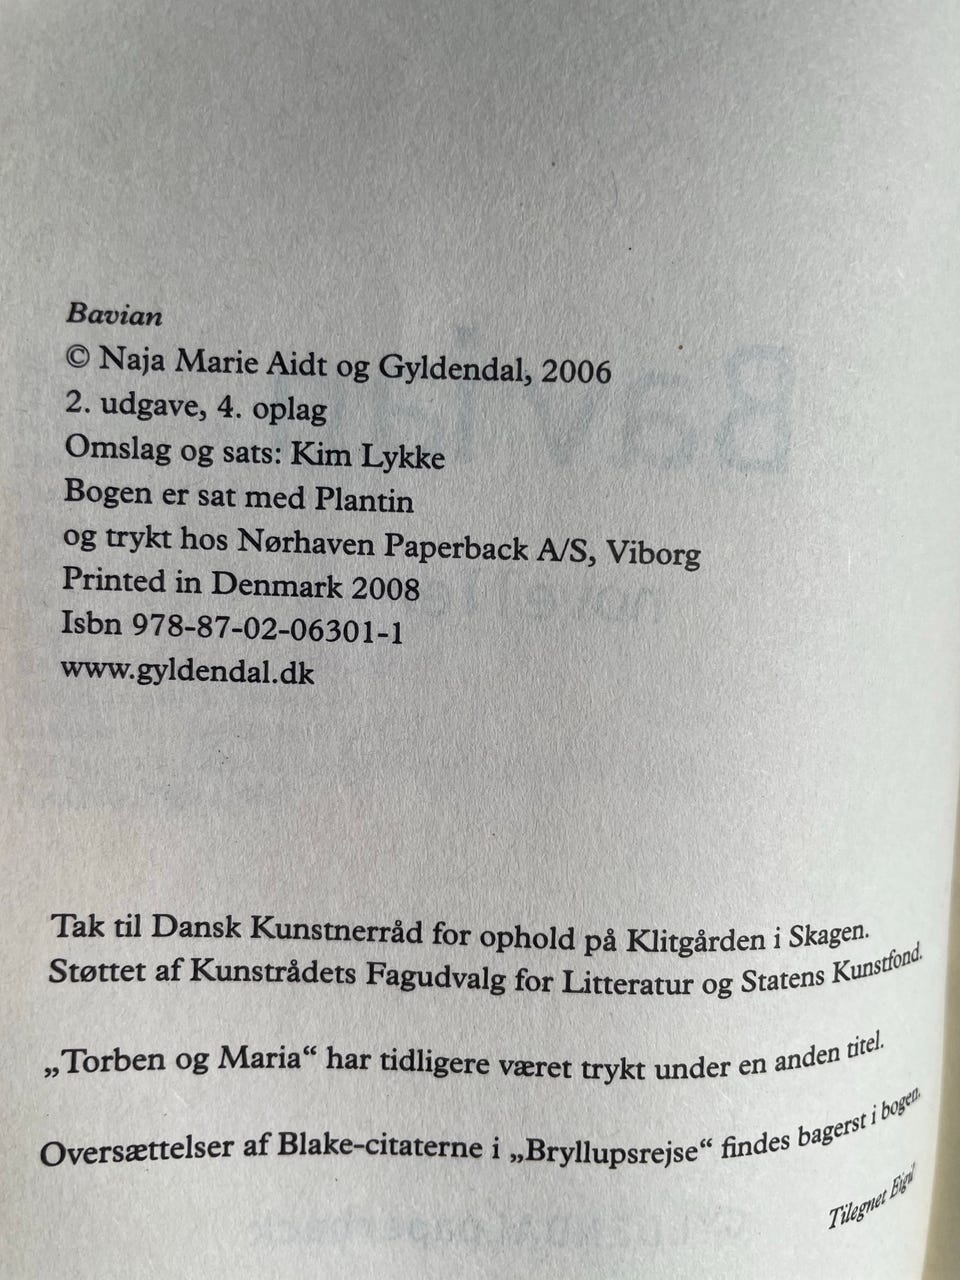 Bavian
© Naja Marie Aidt og Gyldendal, 2006
2. udgave, 4. oplag
Omslag og sats: Kim Lykke
Bogen er sat med Plantin
og trykt hos Nørhaven Paperback A/S, Viborg
Printed in Denmark 2008
Isbn 978-87-02-06301-1
www.gyldendal.dk
Tak til Dansk Kunstnerråd for ophold på Klitgården i Skagen.
Støttet af Kunstrådets Fagudvalg for Litteratur og Statens Kunstfond.
„Torben og Maria“ har tidligere været trykt under en anden titel.
Oversættelser af Blake-citaterne i „Bryllupsrejse“ findes bagerst i bogen.
Tilegnet